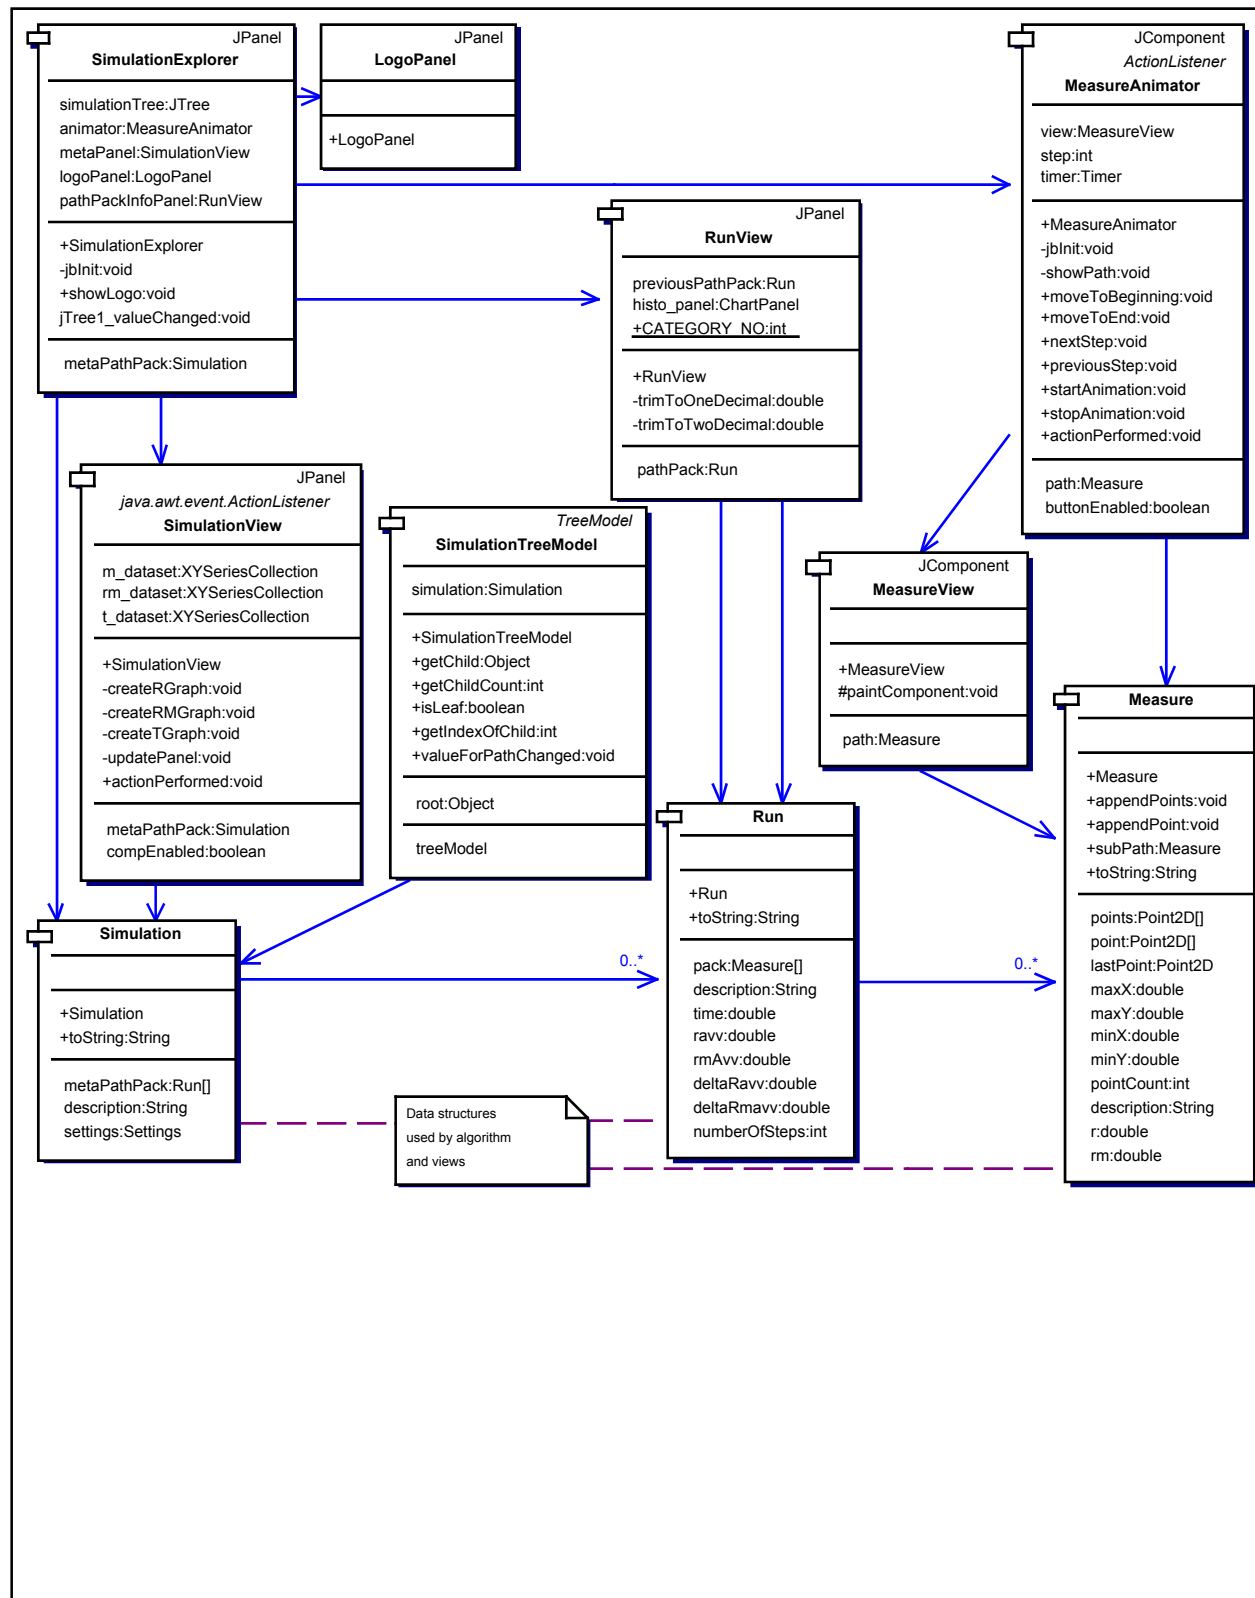 JPanel
SimulationExplorer
simulationTree:JTree
animator:MeasureAnimator
metaPanel:SimulationView
logoPanel:LogoPanel
pathPackInfoPanel:RunView
+SimulationExplorer
-jbInit:void
+showLogo:void
jTree1_valueChanged:void
metaPathPack:Simulation
JPanel
LogoPanel
+LogoPanel
JComponent
ActionListener
MeasureAnimator
view:MeasureView
step:int
timer:Timer
+MeasureAnimator
-jbInit:void
-showPath:void
+moveToBeginning:void
+moveToEnd:void
+nextStep:void
+previousStep:void
+startAnimation:void
+stopAnimation:void
+actionPerformed:void
path:Measure
buttonEnabled:boolean
JPanel
RunView
previousPathPack:Run
histo_panel:ChartPanel
+CATEGORY_NO:int
+RunView
-trimToOneDecimal:double
-trimToTwoDecimal:double
pathPack:Run
JPanel
java.awt.event.ActionListener
SimulationView
m_dataset:XYSeriesCollection
rm_dataset:XYSeriesCollection
t_dataset:XYSeriesCollection
+SimulationView
-createRGraph:void
-createRMGraph:void
-createTGraph:void
-updatePanel:void
+actionPerformed:void
metaPathPack:Simulation
compEnabled:boolean
TreeModel
SimulationTreeModel
simulation:Simulation
+SimulationTreeModel
+getChild:Object
+getChildCount:int
+isLeaf:boolean
+getIndexOfChild:int
+valueForPathChanged:void
root:Object
treeModel
JComponent
MeasureView
+MeasureView
#paintComponent:void
path:Measure
Measure
+Measure
+appendPoints:void
+appendPoint:void
+subPath:Measure
+toString:String
points:Point2D[]
point:Point2D[]
lastPoint:Point2D
maxX:double
maxY:double
minX:double
minY:double
pointCount:int
description:String
r:double
rm:double
Run
+Run
+toString:String
pack:Measure[]
description:String
time:double
ravv:double
rmAvv:double
deltaRavv:double
deltaRmavv:double
numberOfSteps:int
Simulation
+Simulation
+toString:String
metaPathPack:Run[]
description:String
settings:Settings
0..*
0..*
Data structures
used by algorithm
and views